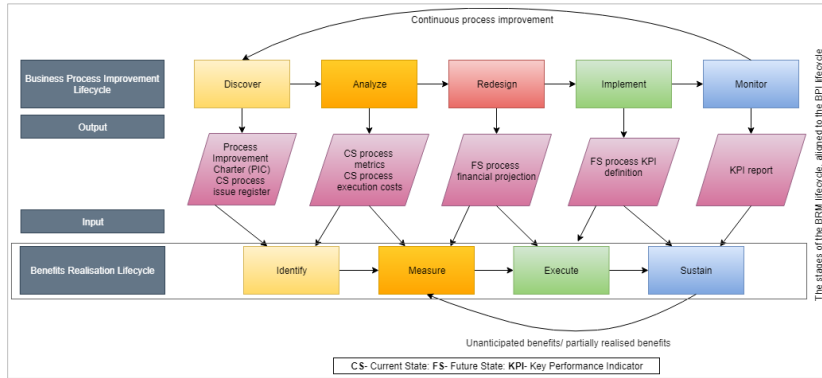 Continuous process improvement
Business Process Improvement
Lifecycle
Discover
Analyze
Redesign
Implement
Monitor
Output
Process
Improvement
Charter (PIC)
CS process
issue register
CS process
metrics
CS process
execution costs
FS process
financial projection
FS process KPI
definition
KPI report
Input
Benefits Realisation Lifecycle
Identify
Measure
Execute
Sustain
Unanticipated benefits/ partially realised benefits
CS- Current State: FS- Future State: KPI- Key Performance Indicator
The stages of the BRM lifecycle, aligned to the BPI lifecycle